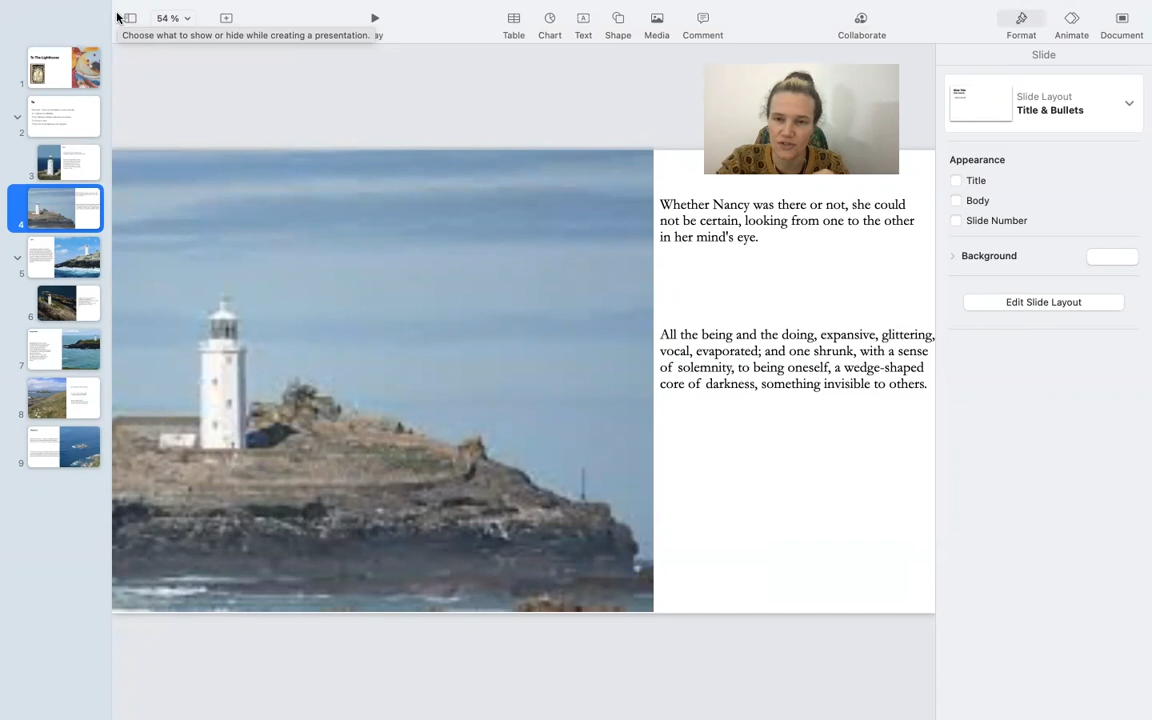 54 %
Choose what to show or hide while creating a presentation.
ay
Table
Chart
Text
Shape
Media
Comment
Collaborate
Format
Animate
Document
1
To The Lighthouse
2
3
4
5
6
7
8
9
Whether Nancy was there or not, she could
not be certain, looking from one to the other
in her mind's eye.
All the being and the doing, expansive, glittering,
vocal, evaporated; and one shrunk, with a sense
of solemnity, to being oneself, a wedge-shaped
core of darkness, something invisible to others.
Slide
Slide Layout
Title & Bullets
Appearance
Title
Body
Slide Number
Background
Edit Slide Layout